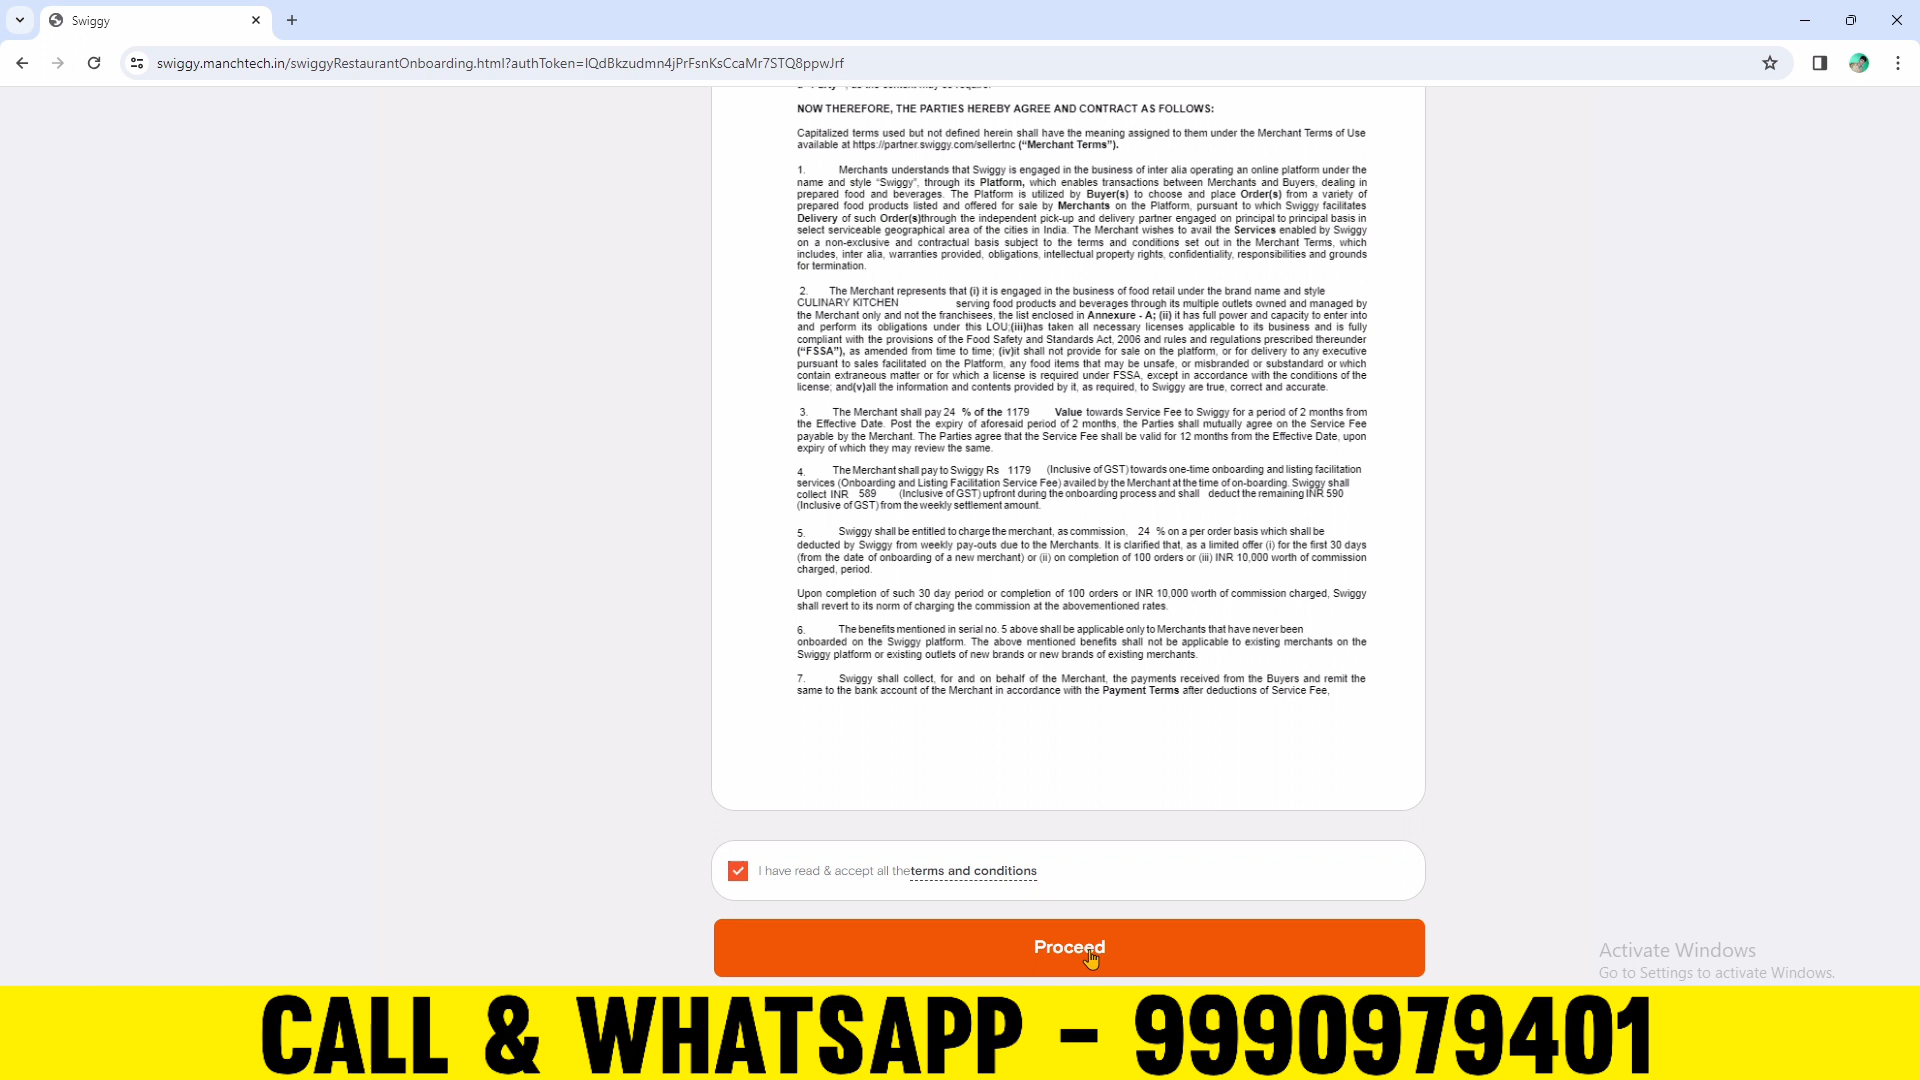 Swiggy
swiggy.manchtech.in/swiggyRestaurantOnboarding.html?authToken=IQdBkzudmn4jPrFsnKsCcaMr7STQ8ppwJrf
NOW THEREFORE, THE PARTIES HEREBY AGREE AND CONTRACT AS FOLLOWS:
Capitalized terms used but not defined herein shall have the meaning assigned to them under the Merchant Terms of Use
available at https://partner.swiggy.com/sellertnc (“Merchant Terms”).
1. Merchants understands that Swiggy is engaged in the business of inter alia operating an online platform under the
name and style “Swiggy”, through its Platform, which enables transactions between Merchants and Buyers, dealing in
prepared food and beverages. The Platform is utilized by Buyer(s) to choose and place Order(s) from a variety of
prepared food products listed and offered for sale by Merchants on the Platform, pursuant to which Swiggy facilitates
Delivery of such Order(s)through the independent pick-up and delivery partner engaged on principal to principal basis in
select serviceable geographical area of the cities in India. The Merchant wishes to avail the Services enabled by Swiggy
on a non-exclusive and contractual basis subject to the terms and conditions set out in the Merchant Terms, which
includes, inter alia, warranties provided, obligations, intellectual property rights, confidentiality, responsibilities and grounds
for termination.
2. The Merchant represents that (i) it is engaged in the business of food retail under the brand name and style
CULINARY KITCHEN serving food products and beverages through its multiple outlets owned and managed by
the Merchant only and not the franchisees, the list enclosed in Annexure - A; (ii) it has full power and capacity to enter into
and perform its obligations under this LOU;(iii)has taken all necessary licenses applicable to its business and is fully
compliant with the provisions of the Food Safety and Standards Act, 2006 and rules and regulations prescribed thereunder
(“FSSA”), as amended from time to time; (iv)it shall not provide for sale on the platform, or for delivery to any executive
pursuant to sales facilitated on the Platform, any food items that may be unsafe, or misbranded or substandard or which
contain extraneous matter or for which a license is required under FSSA, except in accordance with the conditions of the
license; and(v)all the information and contents provided by it, as required, to Swiggy are true, correct and accurate.
3. The Merchant shall pay 24 % of the 1179 Value towards Service Fee to Swiggy for a period of 2 months from
the Effective Date. Post the expiry of aforesaid period of 2 months, the Parties shall mutually agree on the Service Fee
payable by the Merchant. The Parties agree that the Service Fee shall be valid for 12 months from the Effective Date, upon
expiry of which they may review the same.
4. The Merchant shall pay to Swiggy Rs 1179 (Inclusive of GST) towards one-time onboarding and listing facilitation
services (Onboarding and Listing Facilitation Service Fee) availed by the Merchant at the time of on-boarding. Swiggy shall
collect INR 589 (Inclusive of GST) upfront during the onboarding process and shall deduct the remaining INR 590
(Inclusive of GST) from the weekly settlement amount.
5. Swiggy shall be entitled to charge the merchant, as commission, 24 % on a per order basis which shall be
deducted by Swiggy from weekly pay-outs due to the Merchants. It is clarified that, as a limited offer (i) for the first 30 days
(from the date of onboarding of a new merchant) or (ii) on completion of 100 orders or (iii) INR 10,000 worth of commission
charged, period.
Upon completion of such 30 day period or completion of 100 orders or INR 10,000 worth of commission charged, Swiggy
shall revert to its norm of charging the commission at the abovementioned rates.
6. The benefits mentioned in serial no. 5 above shall be applicable only to Merchants that have never been
onboarded on the Swiggy platform. The above mentioned benefits shall not be applicable to existing merchants on the
Swiggy platform or existing outlets of new brands or new brands of existing merchants.
7. Swiggy shall collect, for and on behalf of the Merchant, the payments received from the Buyers and remit the
same to the bank account of the Merchant in accordance with the Payment Terms after deductions of Service Fee,
I have read & accept all the terms and conditions
Proceed
Activate Windows
Go to Settings to activate Windows.
CALL & WHATSAPP - 9990979401